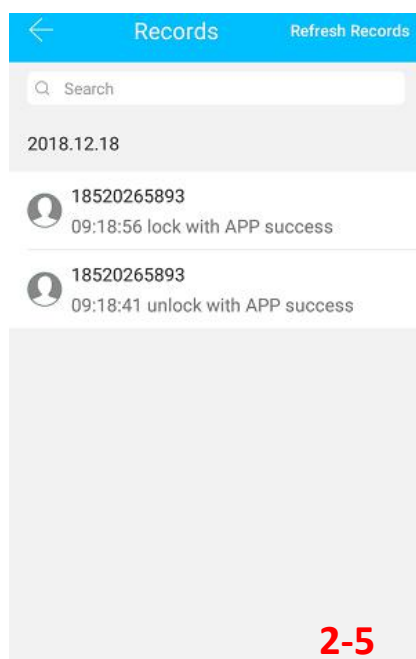 Records
Refresh Records
Search
2018.12.18
18520265893
09:18:56 lock with APP success
18520265893
09:18:41 unlock with APP success
2-5